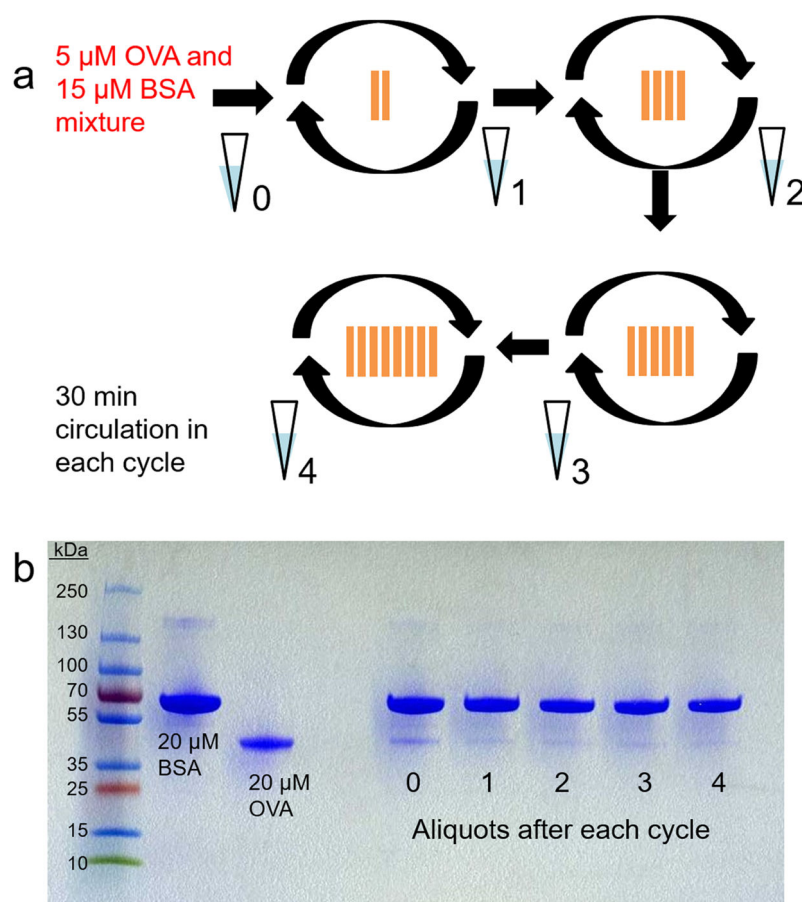 a
5 µM OVA and
15 µM BSA
mixture
0
1
2
30 min
circulation in
each cycle
4
3
b
kDa
250
130
100
70
55
35
25
15
10
20 µM
BSA
20 µM
OVA
0 1 2 3 4
Aliquots after each cycle